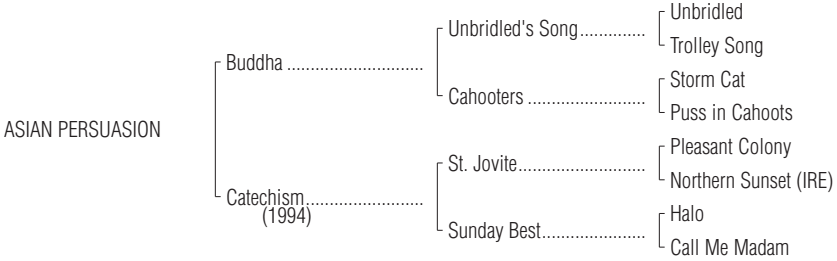 Unbridled
Unbridled's Song..............
Trolley Song
Buddha .............................
Storm Cat
Cahooters .........................
Puss in Cahoots
ASIAN PERSUASION
Pleasant Colony
St. Jovite...........................
Northern Sunset (IRE)
Catechism.........................
(1994)
Halo
Sunday Best......................
Call Me Madam